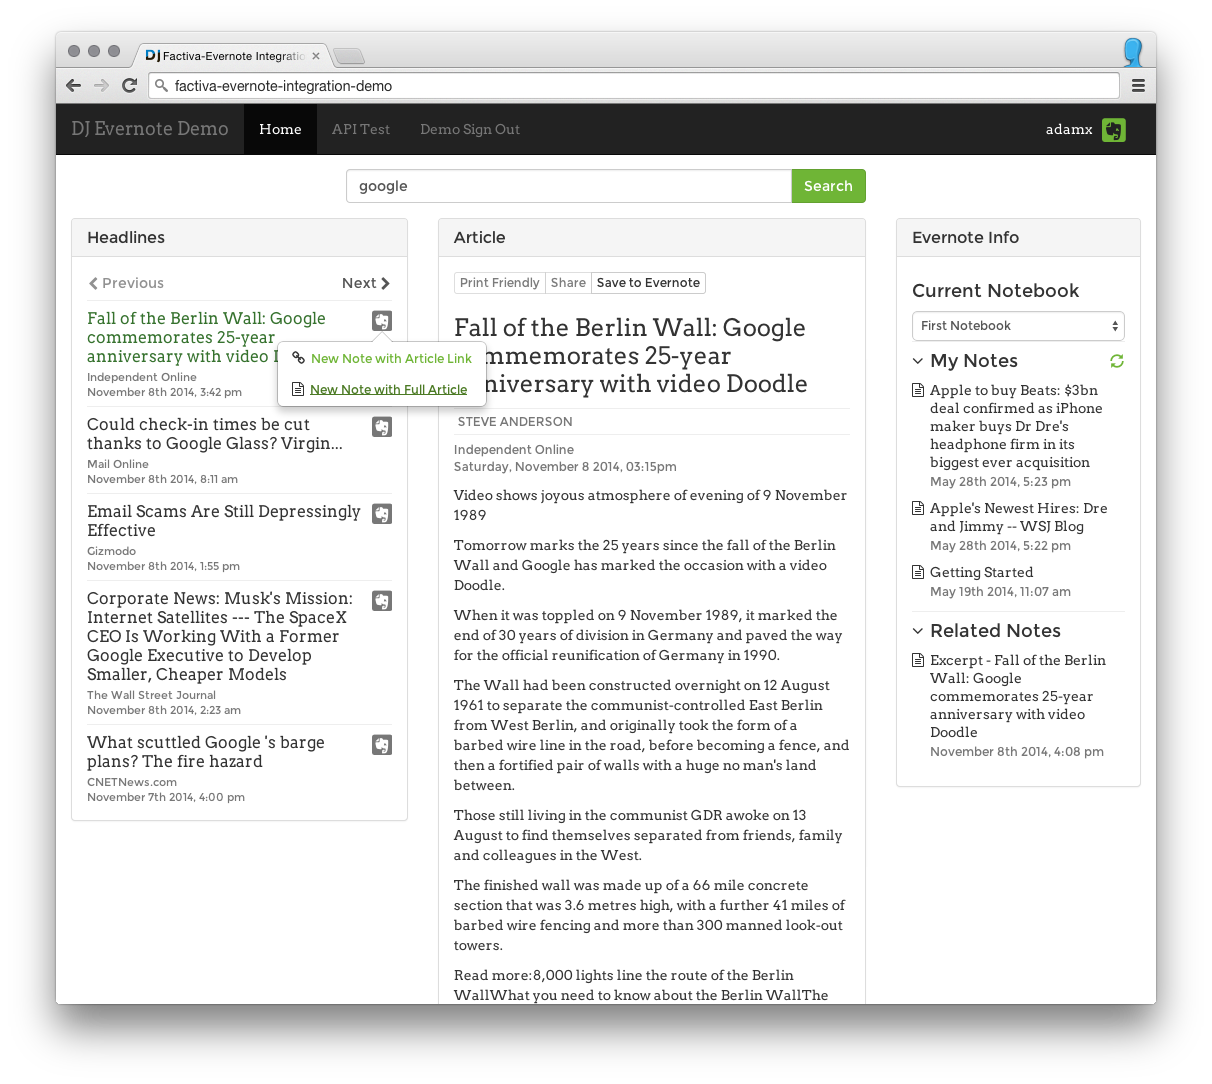 DJ Factiva-Evernote Integratio
factiva-evernote-integration-demo
DJ Evernote Demo
Home
API Test
Demo Sign Out
adamx
google
Search
Headlines
Previous
Next
Fall of the Berlin Wall: Google
commemorates 25-year
anniversary with video
Independent Online
November 8th 2014, 3:42 pm
New Note with Article Link
New Note with Full Article
Could check-in times be cut
thanks to Google Glass? Virgin...
Mail Online
November 8th 2014, 8:11 am
Email Scams Are Still Depressingly
Effective
Gizmodo
November 8th 2014, 1:55 pm
Corporate News: Musk's Mission:
Internet Satellites --- The SpaceX
CEO Is Working With a Former
Google Executive to Develop
Smaller, Cheaper Models
The Wall Street Journal
November 8th 2014, 2:23 am
What scuttled Google 's barge
plans? The fire hazard
CNETNews.com
November 7th 2014, 4:00 pm
Article
Print Friendly
Share
Save to Evernote
Fall of the Berlin Wall: Google
mmemorates 25-year
niversary with video Doodle
STEVE ANDERSON
Independent Online
Saturday, November 8 2014, 03:15pm
Video shows joyous atmosphere of evening of 9 November
1989
Tomorrow marks the 25 years since the fall of the Berlin
Wall and Google has marked the occasion with a video
Doodle.
When it was toppled on 9 November 1989, it marked the
end of 30 years of division in Germany and paved the way
for the official reunification of Germany in 1990.
The Wall had been constructed overnight on 12 August
1961 to separate the communist-controlled East Berlin
from West Berlin, and originally took the form of a
barbed wire line in the road, before becoming a fence, and
then a fortified pair of walls with a huge no man's land
between.
Those still living in the communist GDR awoke on 13
August to find themselves separated from friends, family
and colleagues in the West.
The finished wall was made up of a 66 mile concrete
section that was 3.6 metres high, with a further 41 miles of
barbed wire fencing and more than 300 manned look-out
towers.
Read more:8,000 lights line the route of the Berlin
WallWhat you need to know about the Berlin WallThe
Evernote Info
Current Notebook
First Notebook
My Notes
Apple to buy Beats: $3bn
deal confirmed as iPhone
maker buys Dr Dre's
headphone firm in its
biggest ever acquisition
May 28th 2014, 5:23 pm
Apple's Newest Hires: Dre
and Jimmy -- WSJ Blog
May 28th 2014, 5:22 pm
Getting Started
May 19th 2014, 11:07 am
Related Notes
Excerpt - Fall of the Berlin
Wall: Google
commemorates 25-year
anniversary with video
Doodle
November 8th 2014, 4:08 pm